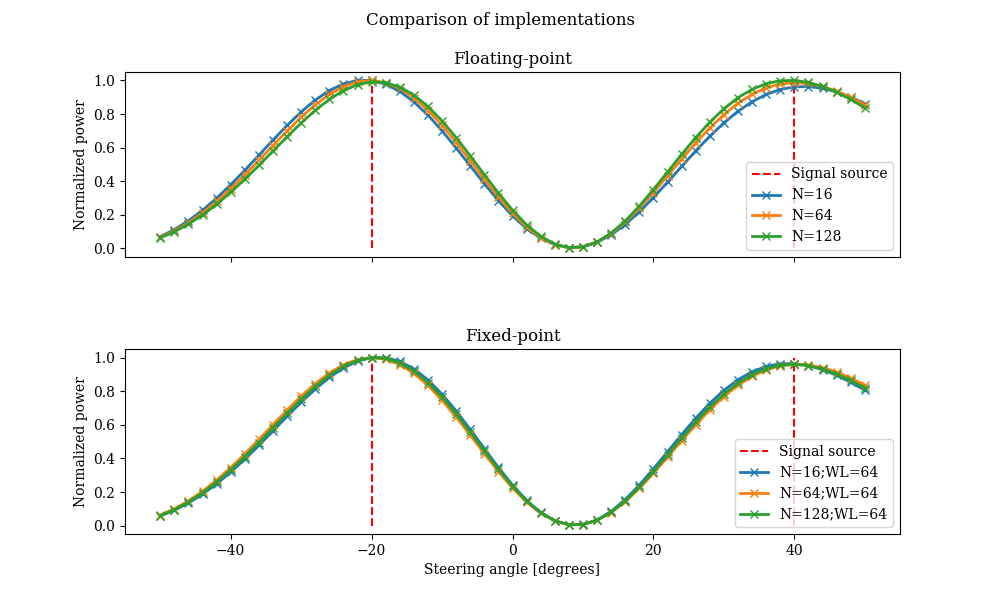 Comparison of implementations
Floating-point
Normalized power
1.0
0.8
0.6
0.4
0.2
0.0
Signal source
N=16
N=64
N=128
Fixed-point
Normalized power
1.0
0.8
0.6
0.4
0.2
0.0
Signal source
N=16;WL=64
N=64;WL=64
N=128;WL=64
−40
−20
0
20
40
Steering angle [degrees]